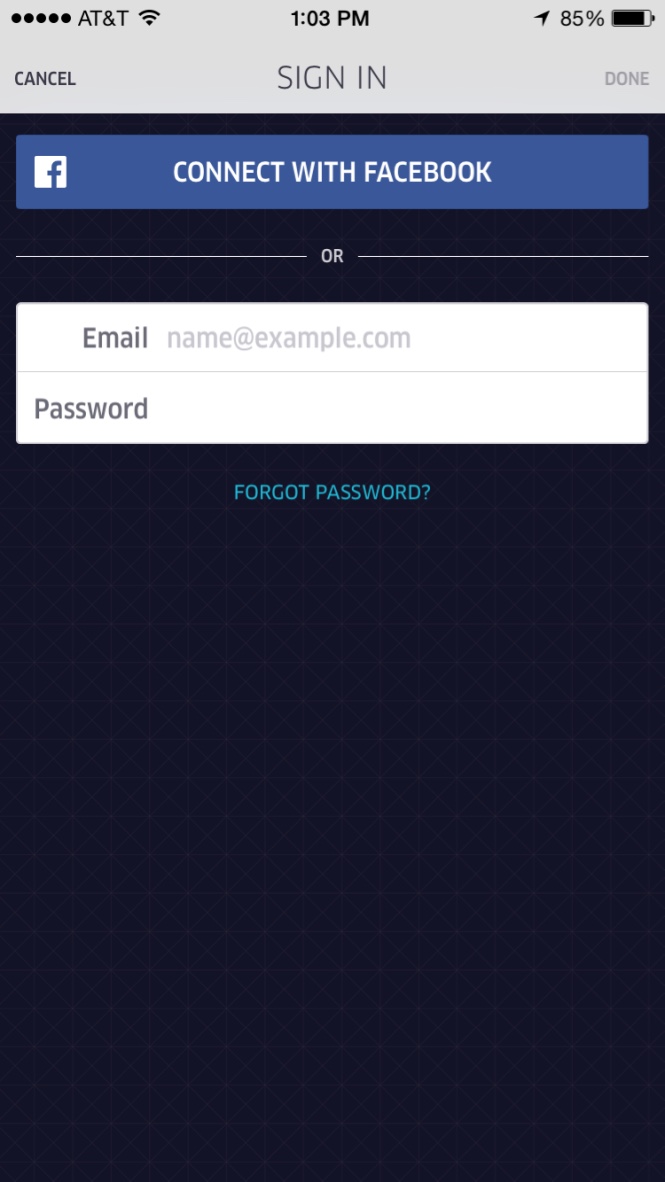 AT&T 1:03 PM 85%
CANCEL SIGN IN DONE
CONNECT WITH FACEBOOK
OR
Email name@example.com
Password
FORGOT PASSWORD?